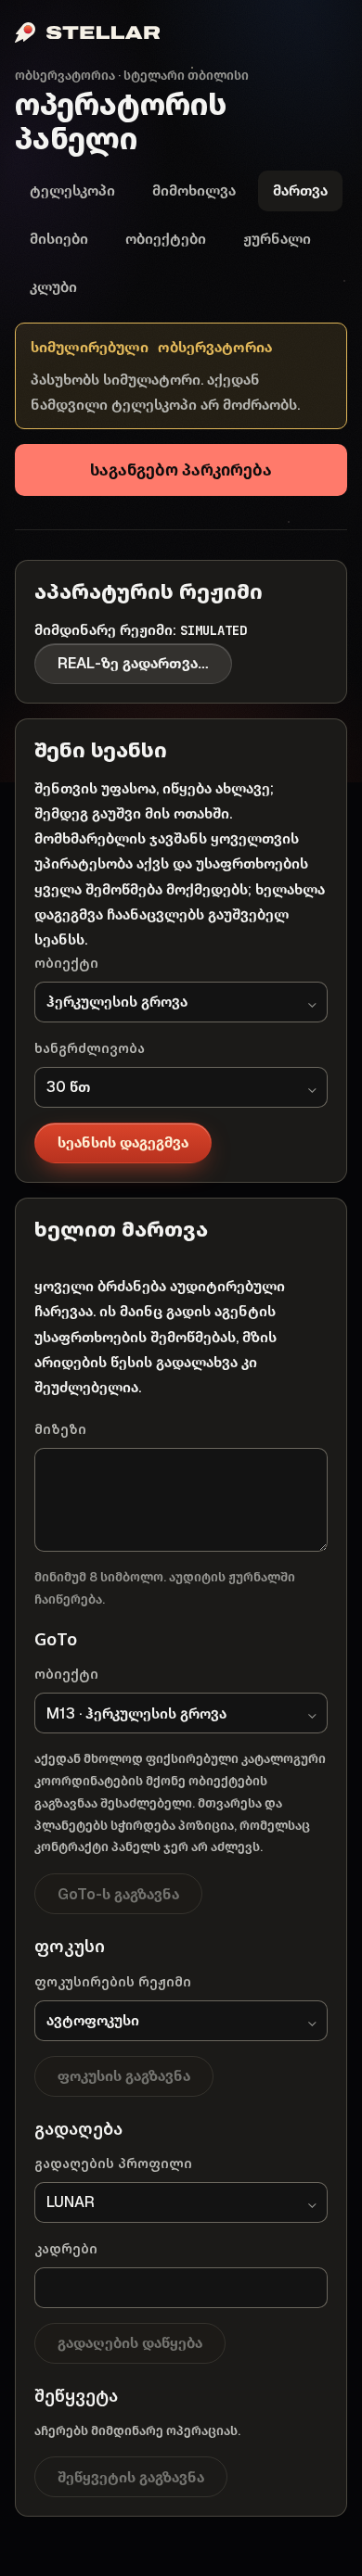 STELLAR
ობსერვატორია · სტელარი თბილისი
ოპერატორის
პანელი
ტელესკოპი
მიმოხილვა
მართვა
მისიები
ობიექტები
ჟურნალი
კლუბი
სიმულირებული ობსერვატორია
პასუხობს სიმულატორი. აქედან
ნამდვილი ტელესკოპი არ მოძრაობს.
საგანგებო პარკირება
აპარატურის რეჟიმი
მიმდინარე რეჟიმი: SIMULATED
REAL-ზე გადართვა...
შენი სეანსი
შენთვის უფასოა, იწყება ახლავე;
შემდეგ გაუშვი მის ოთახში.
მომხმარებლის ჯავშანს ყოველთვის
უპირატესობა აქვს და უსაფრთხოების
ყველა შემოწმება მოქმედებს; ხელახლა
დაგეგმვა ჩაანაცვლებს გაუშვებელ
სეანსს.
ობიექტი
ჰერკულესის გროვა
ხანგრძლივობა
30 წთ
სეანსის დაგეგმვა
ხელით მართვა
ყოველი ბრძანება აუდიტირებული
ჩარევაა. ის მაინც გადის აგენტის
უსაფრთხოების შემოწმებას, მზის
არიდების წესის გადალახვა კი
შეუძლებელია.
მიზეზი
მინიმუმ 8 სიმბოლო. აუდიტის ჟურნალში
ჩაიწერება.
GoTo
ობიექტი
M13 · ჰერკულესის გროვა
აქედან მხოლოდ ფიქსირებული კატალოგური
კოორდინატების მქონე ობიექტების
გაგზავნაა შესაძლებელი. მთვარესა და
პლანეტებს სჭირდება პოზიცია, რომელსაც
კონტრაქტი პანელს ჯერ არ აძლევს.
GoTo-ს გაგზავნა
ფოკუსი
ფოკუსირების რეჟიმი
ავტოფოკუსი
ფოკუსის გაგზავნა
გადაღება
გადაღების პროფილი
LUNAR
კადრები
გადაღების დაწყება
შეწყვეტა
აჩერებს მიმდინარე ოპერაციას.
შეწყვეტის გაგზავნა